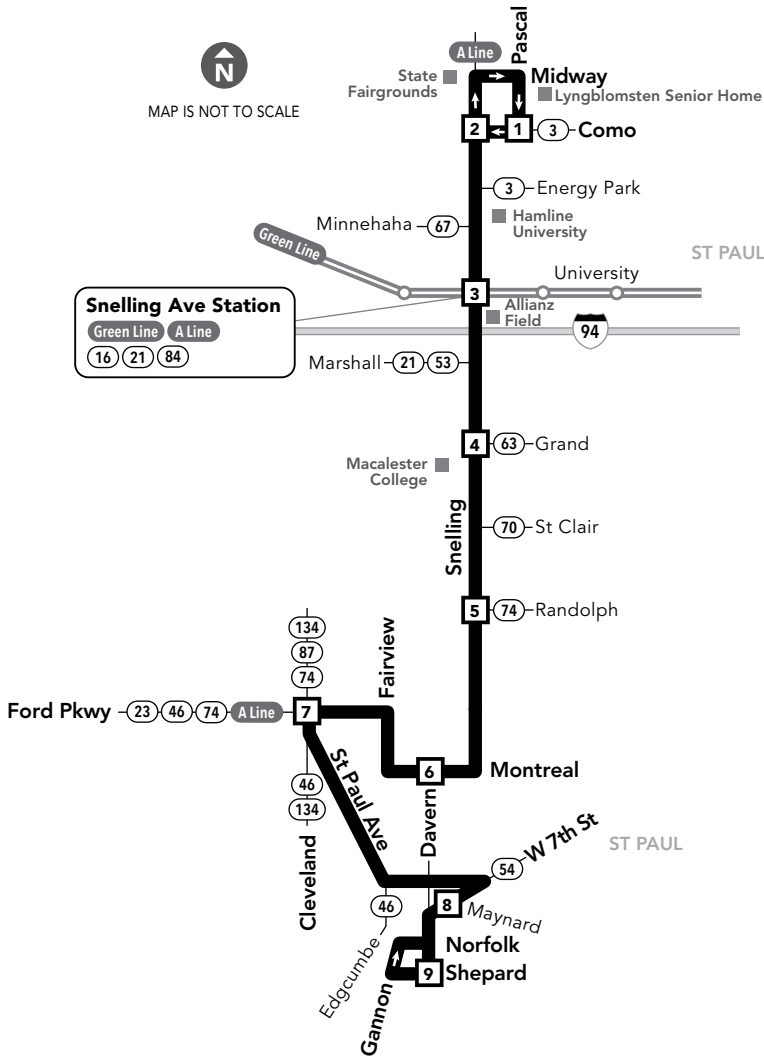 Pascal
A Line
N
MAP IS NOT TO SCALE
State
Fairgrounds
Midway
Lyngblomsten Senior Home
2
1
3
Como
3
Energy Park
Minnehaha
67
Hamline
University
Green Line
ST PAUL
University
3
Snelling Ave Station
Green Line
A Line
16
21
84
Allianz
Field
94
Marshall
21
53
4
63
Grand
Macalester
College
Snelling
70
St Clair
5
74
Randolph
134
87
74
Fairview
Ford Pkwy
23
46
74
A Line
7
6
Montreal
St Paul Ave
46
134
Cleveland
Davern
W 7th St
54
ST PAUL
46
8
Maynard
Edgcumbe
Norfolk
9
Shepard
Gannon